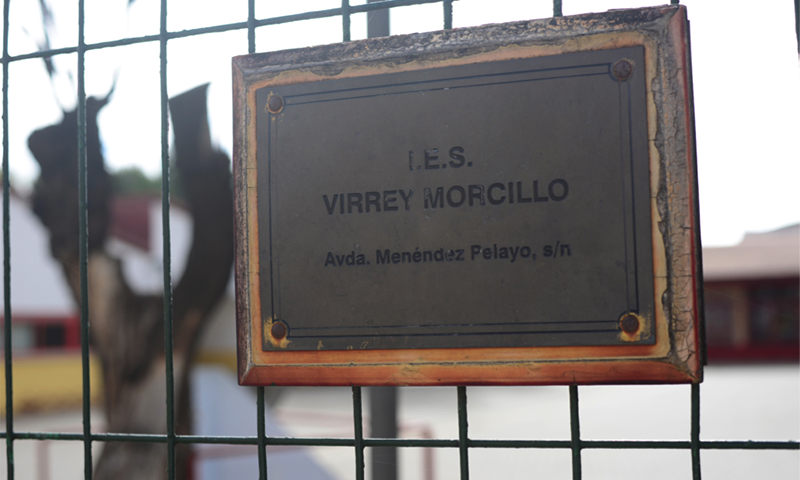 I.E.S.
VIRREY MORCILLO
Avda. Menéndez Pelayo, s/n